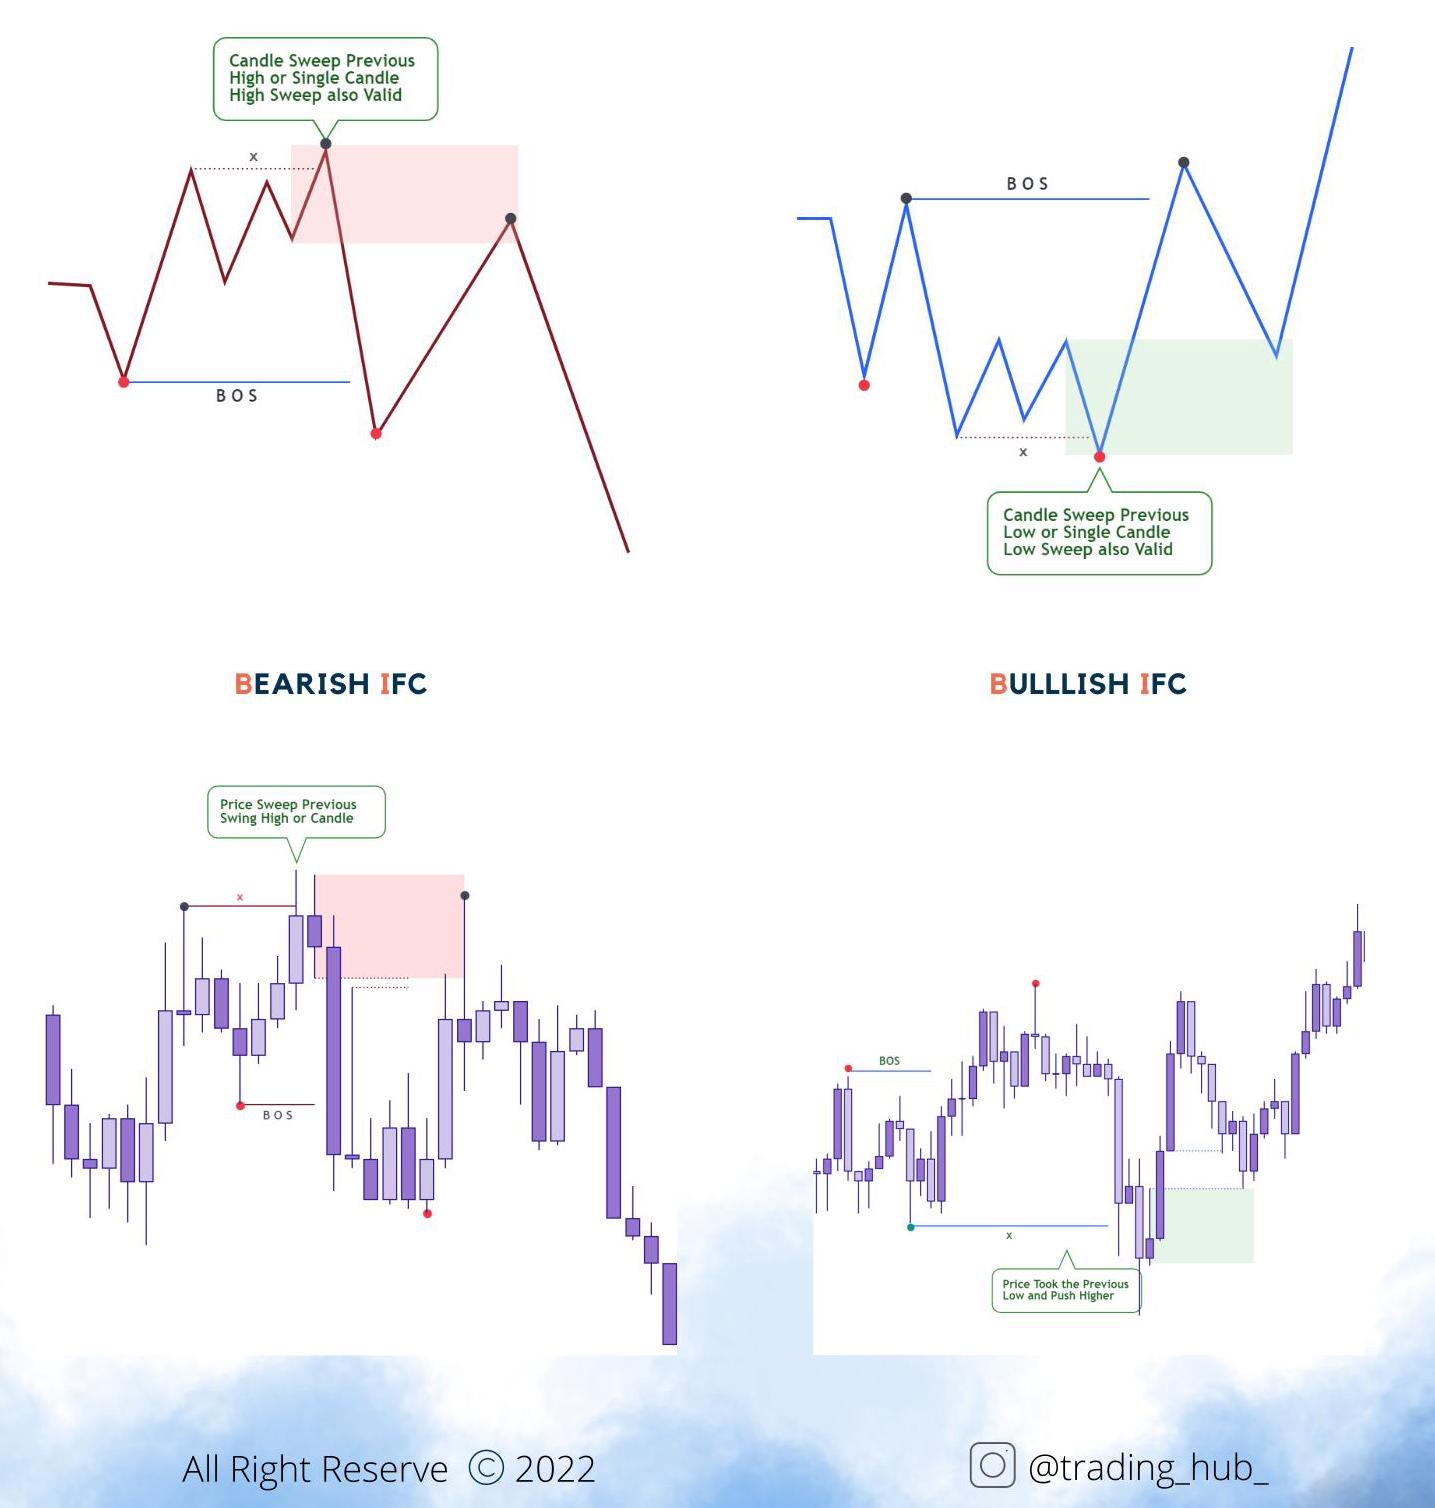 Candle Sweep Previous
High or Single Candle
High Sweep also Valid
x
BOS
BOS
x
Candle Sweep Previous
Low or Single Candle
Low Sweep also Valid
BEARISH IFC
BULLLISH IFC
Price Sweep Previous
Swing High or Candle
x
BOS
BOS
x
Price Took the Previous
Low and Push Higher
All Right Reserve © 2022
@trading_hub_